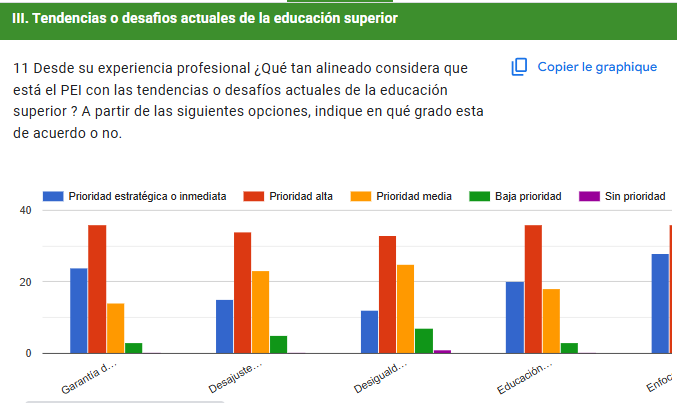 III. Tendencias o desafios actuales de la educación superior
11 Desde su experiencia profesional ¿Qué tan alineado considera que
está el PEI con las tendencias o desafíos actuales de la educación
superior ? A partir de las siguientes opciones, indique en qué grado esta
de acuerdo o no.
Copier le graphique
Prioridad estratégica o inmediata
Prioridad alta
Prioridad media
Baja prioridad
Sin prioridad
40
20
0
Garantía d...
Desajuste...
Desiguald...
Educación...
Enfoc